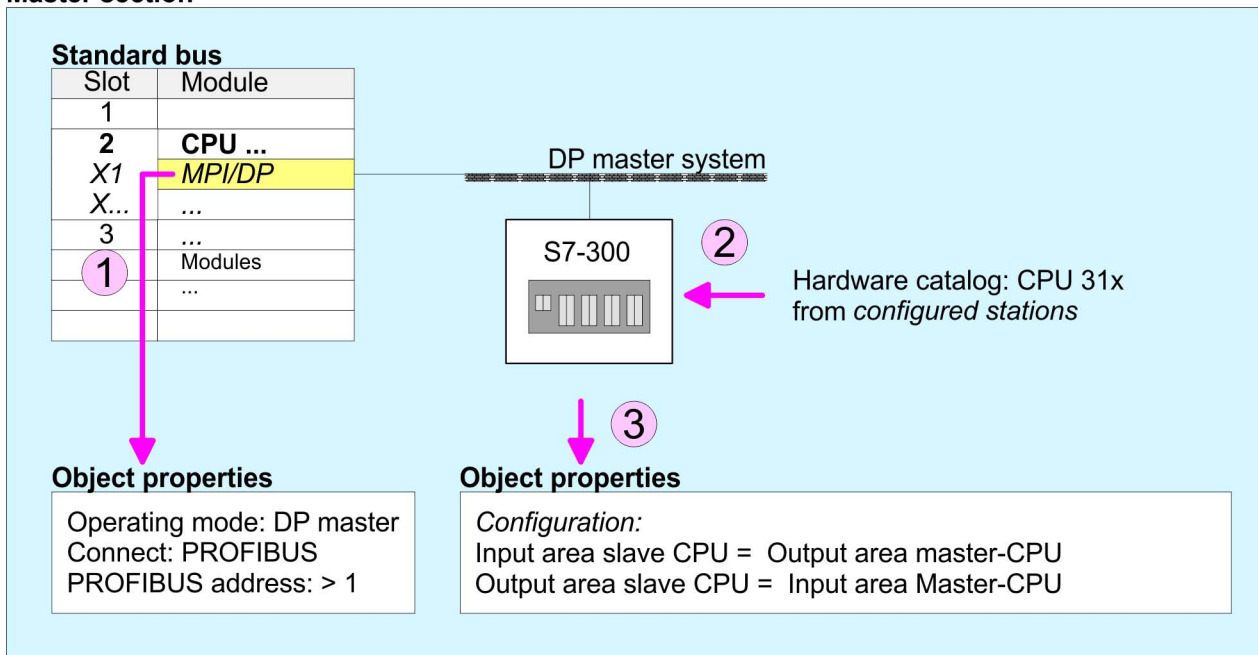 Master section
Standard bus
Slot Module
1
2 CPU ...
X1 MPI/DP
X... ...
3 ...
1 Modules
...
DP master system
S7-300
2
Hardware catalog: CPU 31x
from configured stations
3
Object properties
Operating mode: DP master
Connect: PROFIBUS
PROFIBUS address: > 1
Object properties
Configuration:
Input area slave CPU = Output area master-CPU
Output area slave CPU = Input area Master-CPU